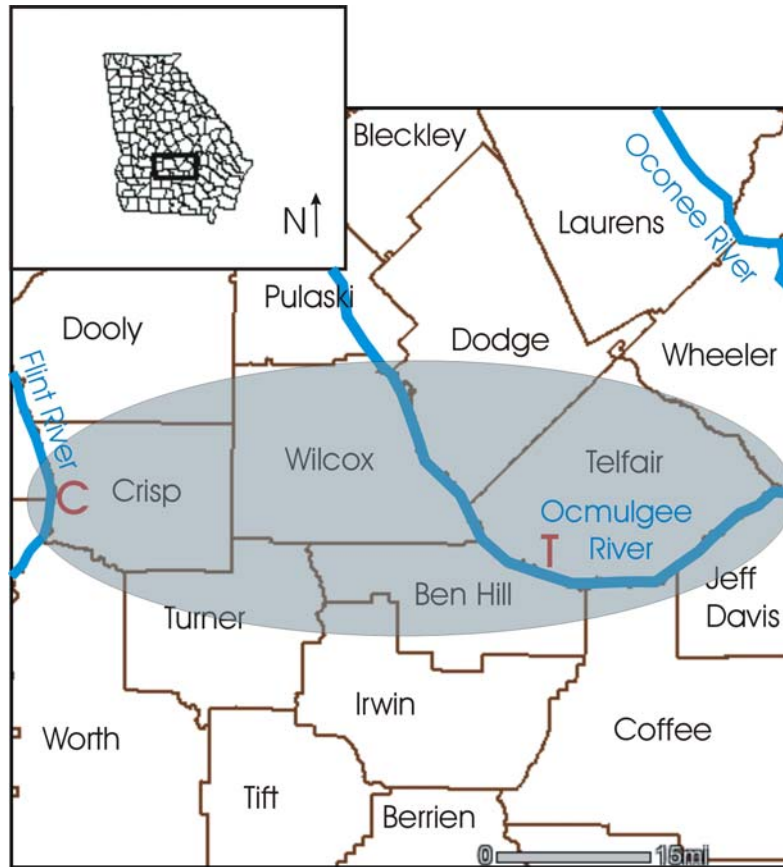 N
Bleckley
Oconee River
Laurens
Pulaski
Dooly
Dodge
Wheeler
Flint River
Wilcox
Telfair
C
Crisp
Ocmulgee
River
T
Ben Hill
Jeff
Davis
Turner
Irwin
Worth
Coffee
Tift
Berrien
0
15mi